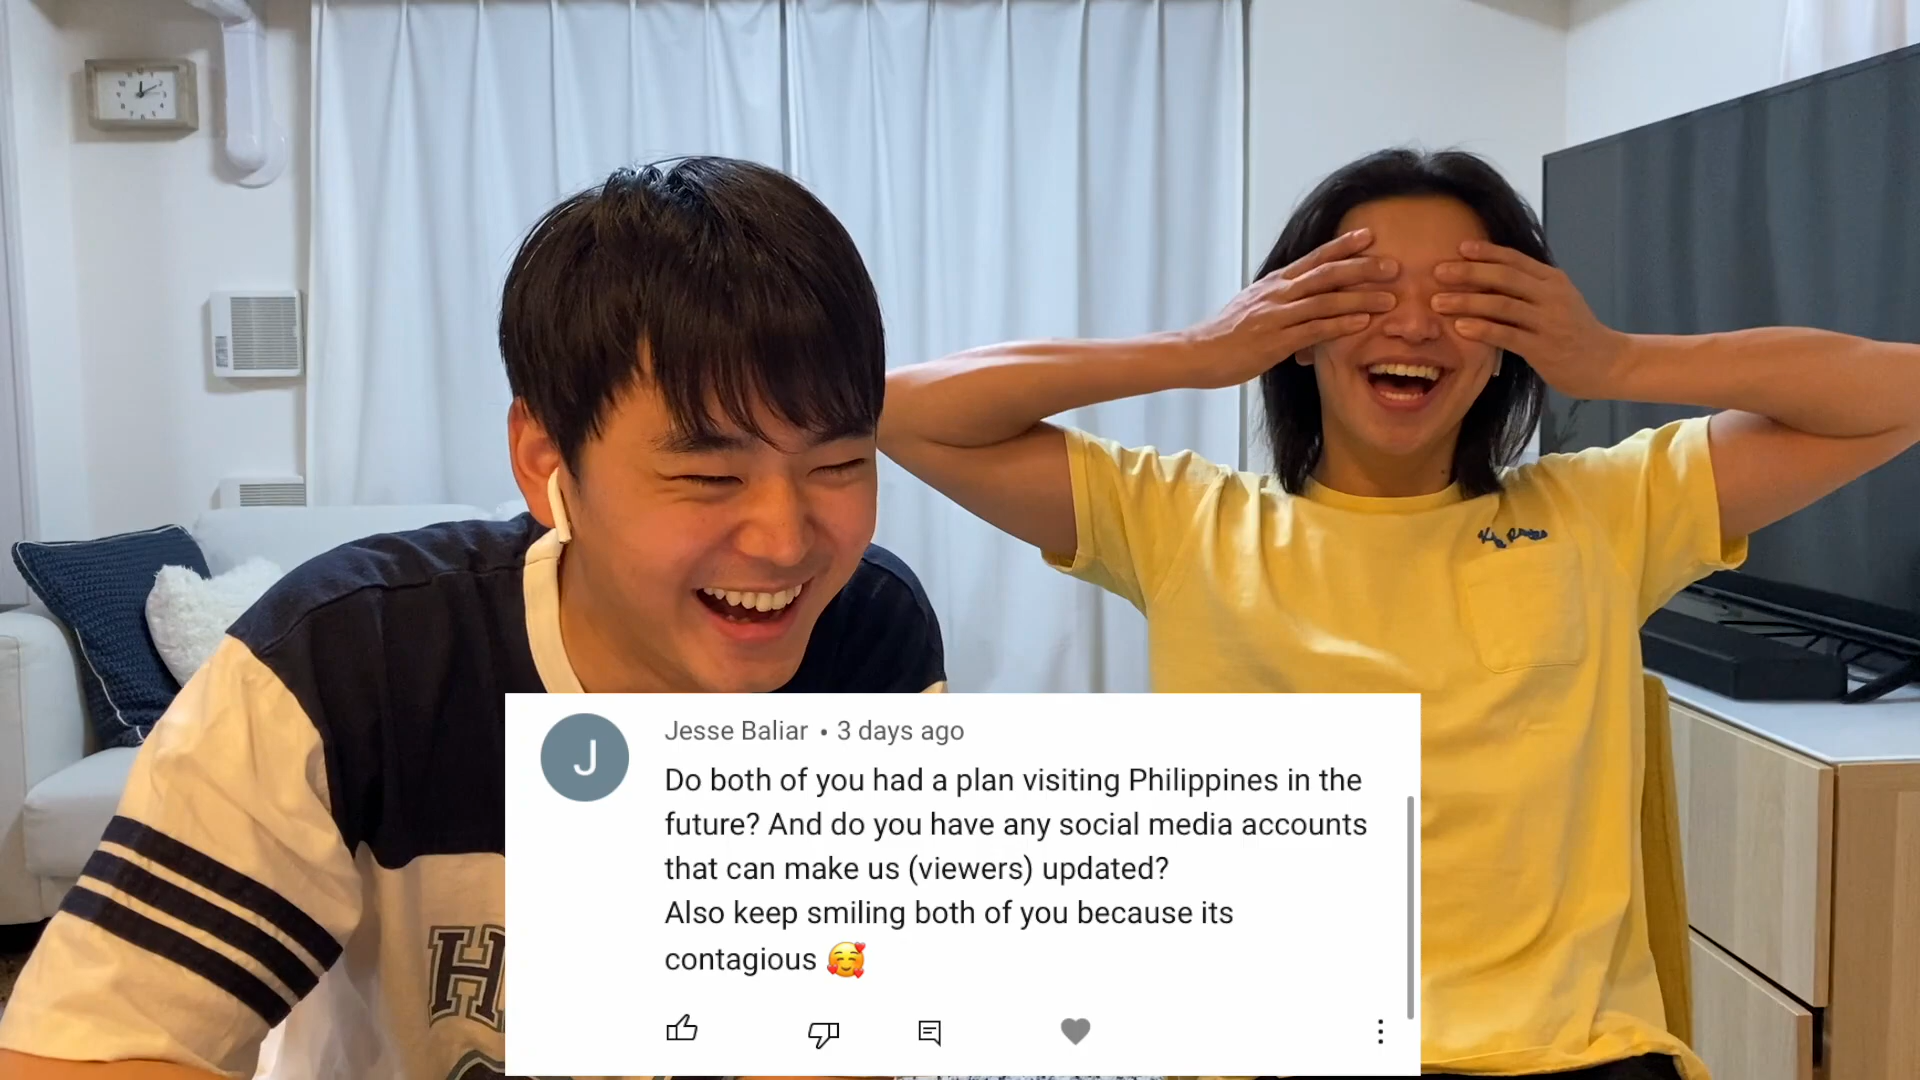 J
Jesse Baliar • 3 days ago
Do both of you had a plan visiting Philippines in the
future? And do you have any social media accounts
that can make us (viewers) updated?
Also keep smiling both of you because its
contagious 🥰
H